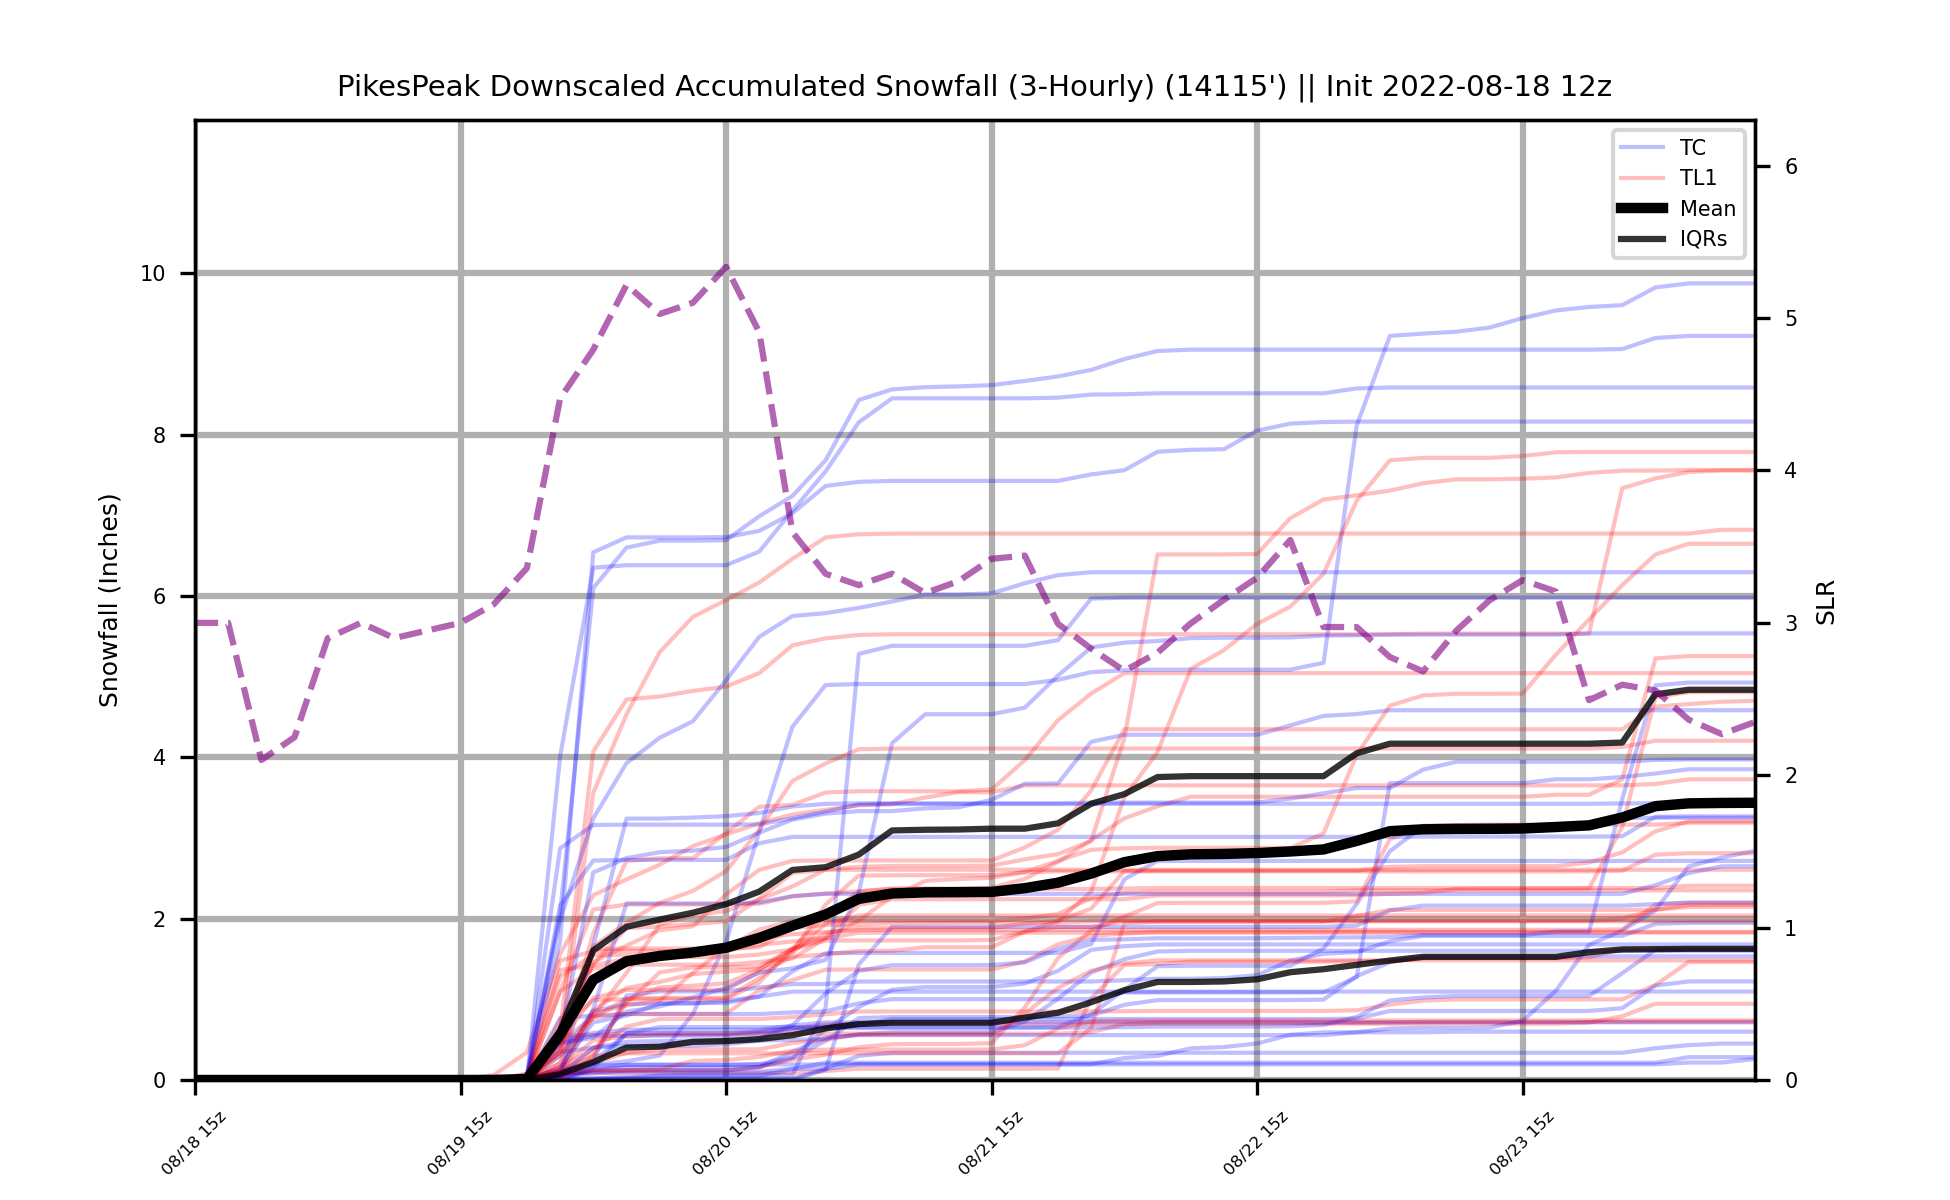 PikesPeak Downscaled Accumulated Snowfall (3-Hourly) (14115') || Init 2022-08-18 12z
TC
TL1
Mean
IQRs
Snowfall (Inches)
10
8
6
4
2
0
SLR
6
5
4
3
2
1
0
08/18 15z
08/19 15z
08/20 15z
08/21 15z
08/22 15z
08/23 15z